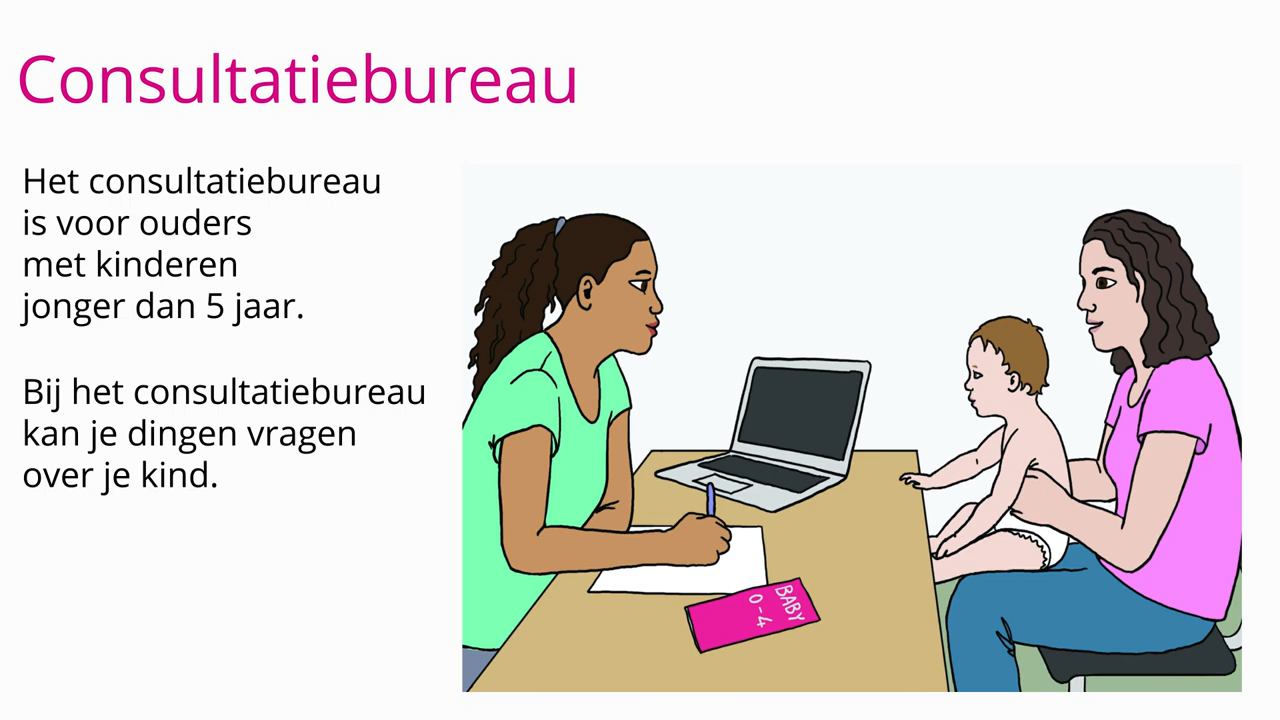 Consultatiebureau
Het consultatiebureau
is voor ouders
met kinderen
jonger dan 5 jaar.
Bij het consultatiebureau
kan je dingen vragen
over je kind.
BABY
0-4